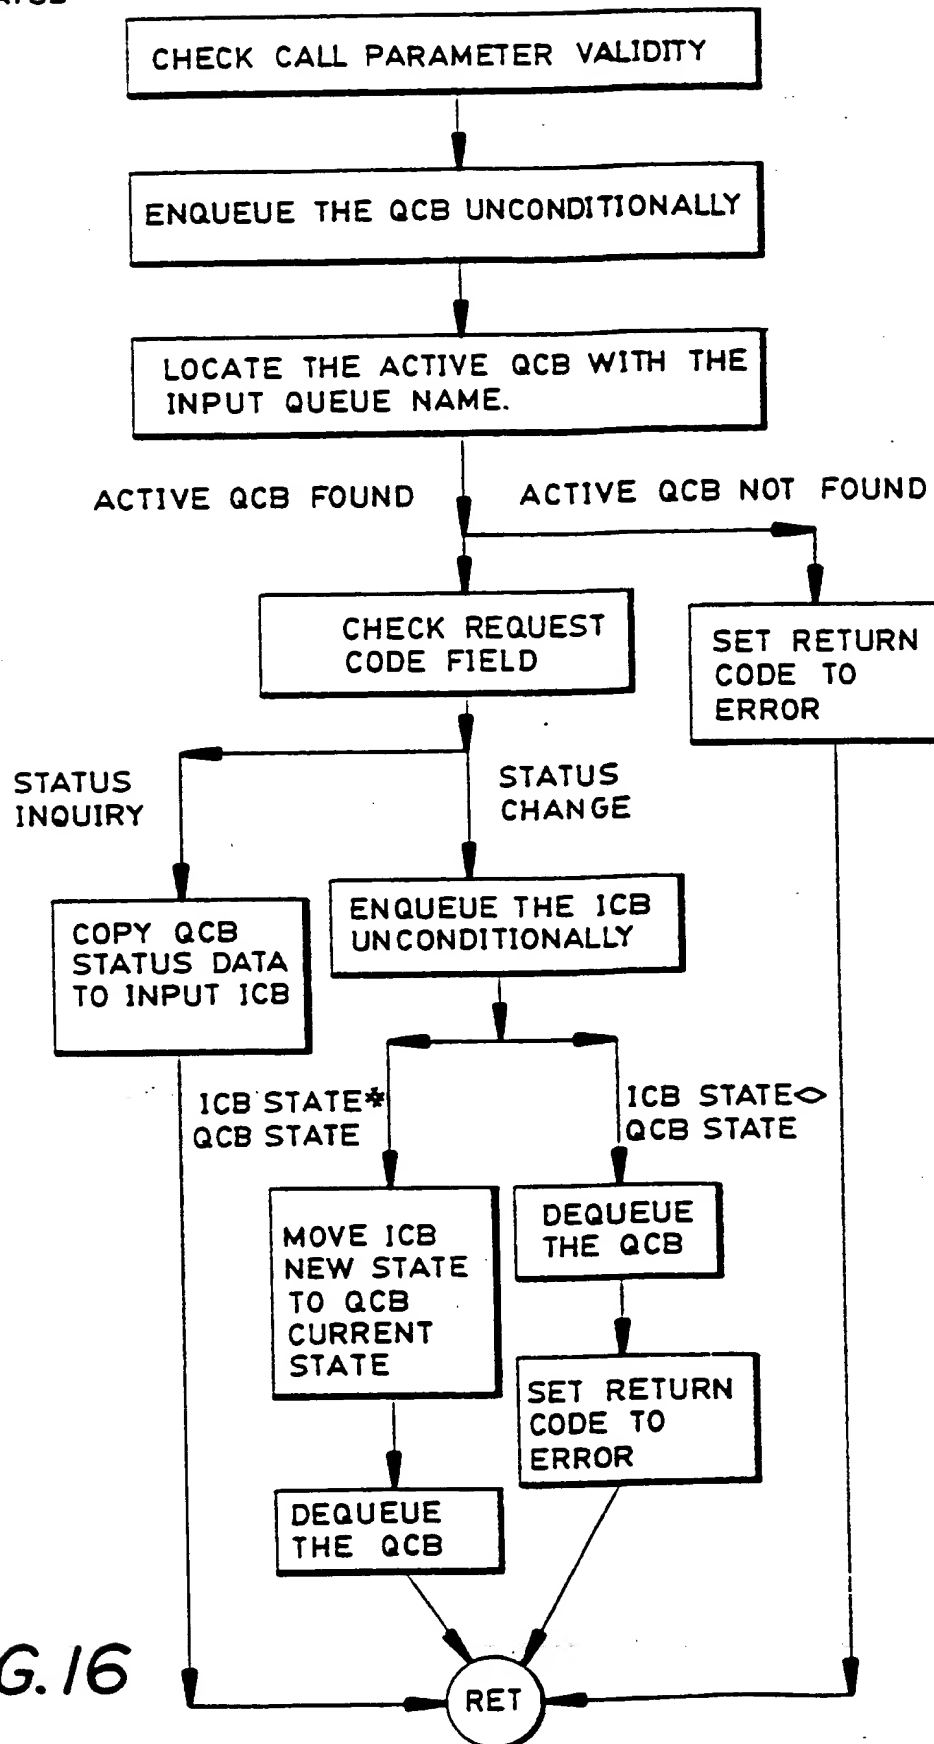 CHECK CALL PARAMETER VALIDITY
ENQUEUE THE QCB UNCONDITIONALLY
LOCATE THE ACTIVE QCB WITH THE
INPUT QUEUE NAME.
ACTIVE QCB FOUND
ACTIVE QCB NOT FOUND
CHECK REQUEST
CODE FIELD
SET RETURN
CODE TO
ERROR
STATUS
INQUIRY
STATUS
CHANGE
COPY QCB
STATUS DATA
TO INPUT ICB
ENQUEUE THE ICB
UNCONDITIONALLY
ICB STATE*
QCB STATE
ICB STATE<>
QCB STATE
MOVE ICB
NEW STATE
TO QCB
CURRENT
STATE
DEQUEUE
THE QCB
SET RETURN
CODE TO
ERROR
DEQUEUE
THE QCB
RET
G.16